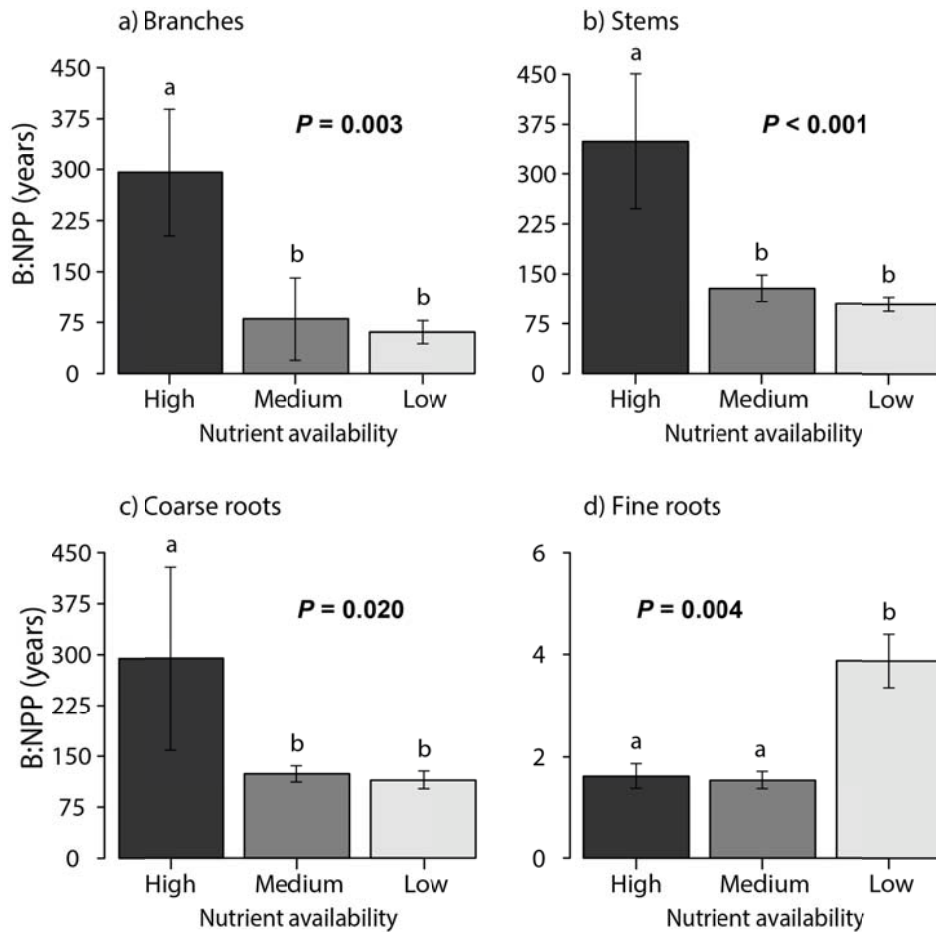 a) Branches
B:NPP (years)
450
375
300
225
150
75
0
a
b
b
P = 0.003
High Medium Low
Nutrient availability
b) Stems
450
375
300
225
150
75
0
a
b
b
P < 0.001
High Medium Low
Nutrient availability
c) Coarse roots
B:NPP (years)
450
375
300
225
150
75
0
a
b
b
P = 0.020
High Medium Low
Nutrient availability
d) Fine roots
6
4
2
0
a
a
b
P = 0.004
High Medium Low
Nutrient availability